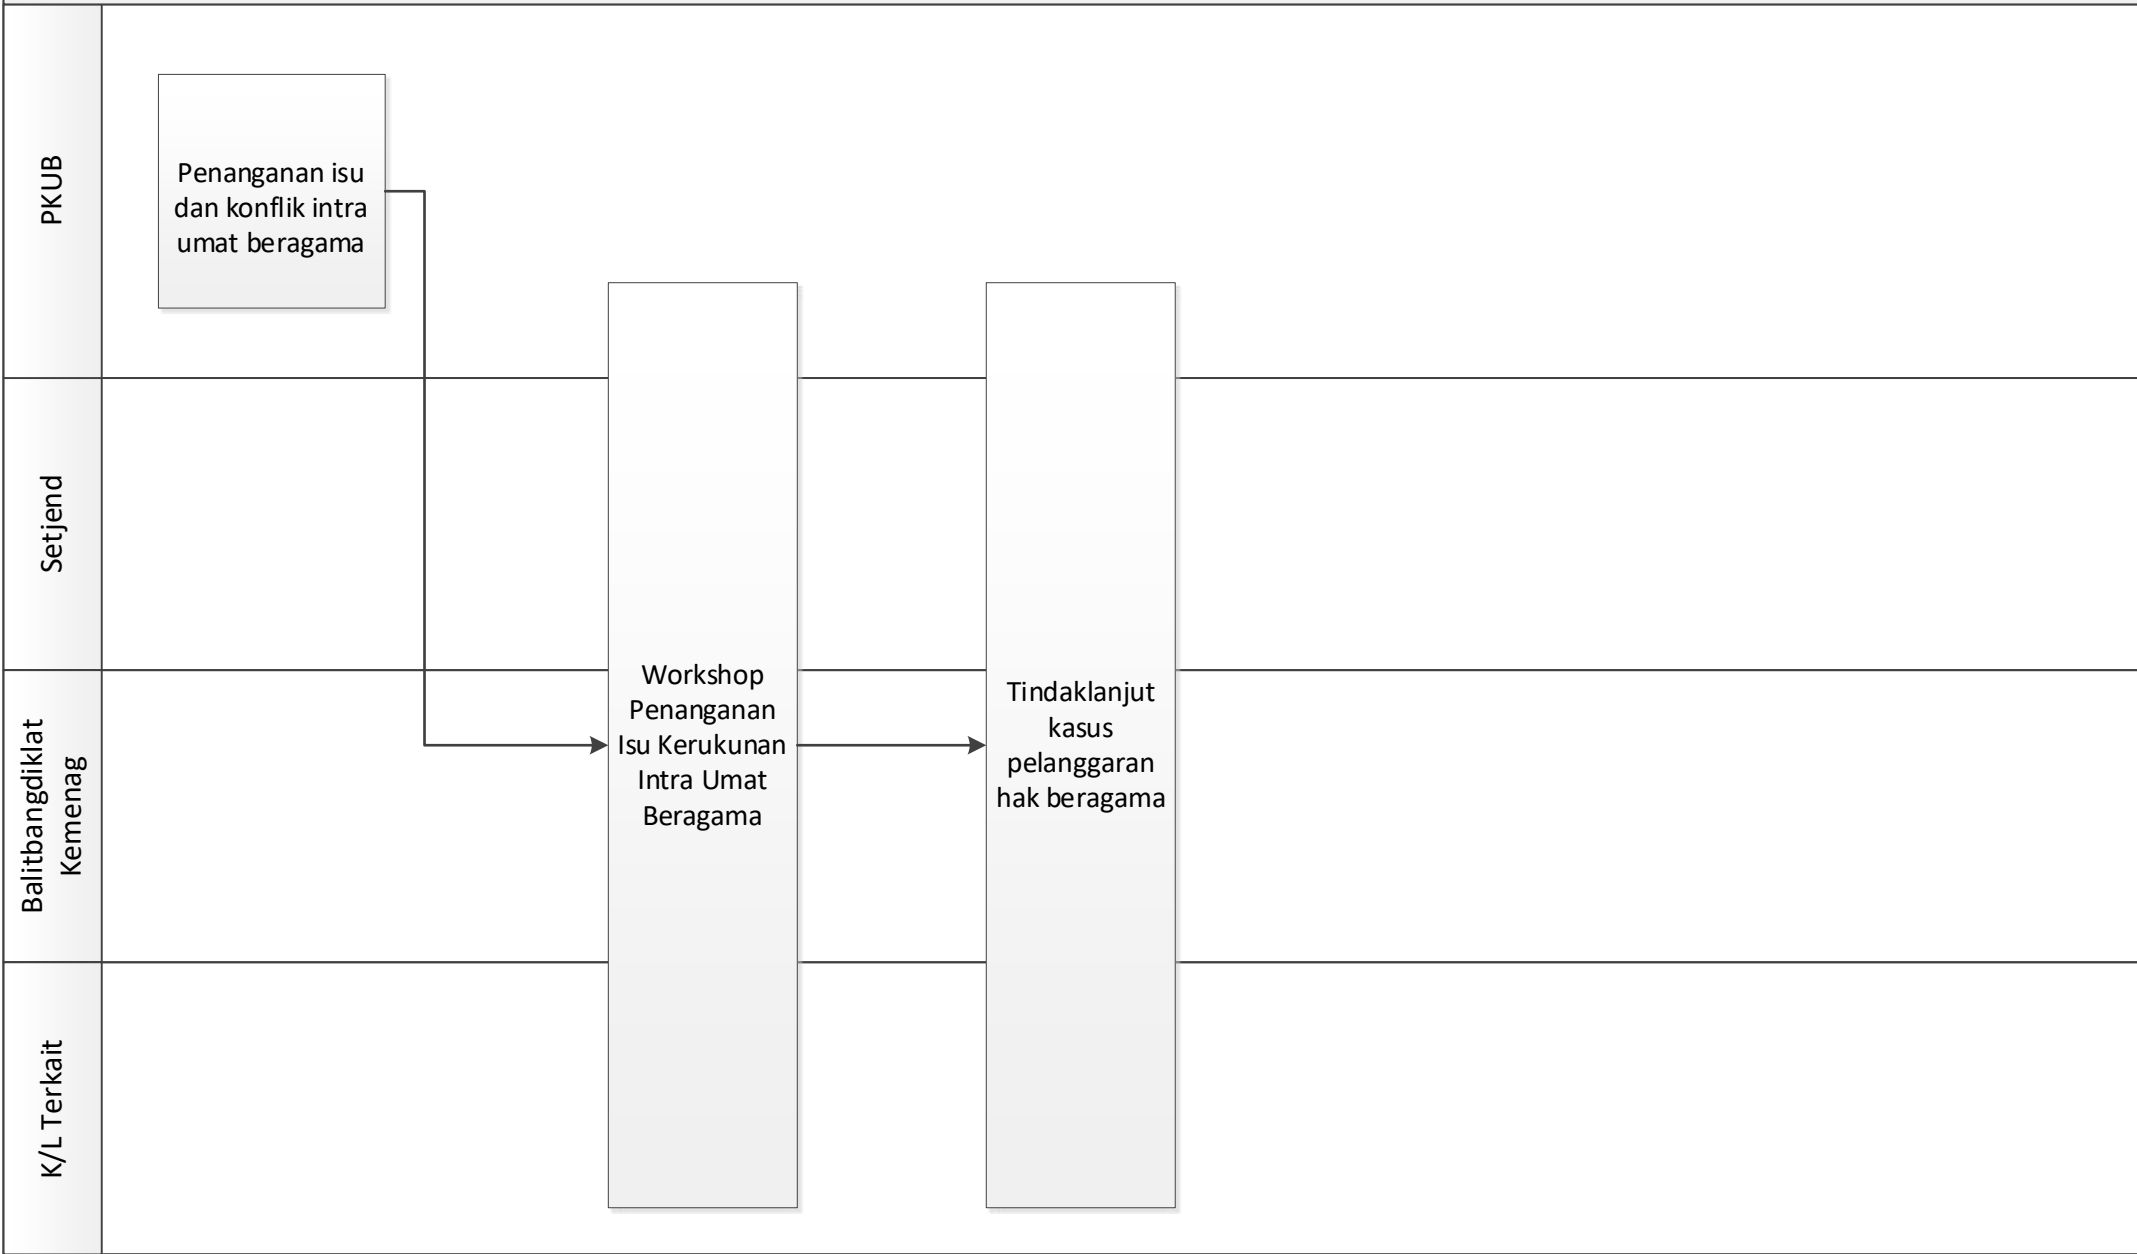 PKUB
Penanganan isu
dan konflik intra
umat beragama
Setjend
Balitbangdiklat
Kemenag
Workshop
Penanganan
Isu Kerukunan
Intra Umat
Beragama
Tindaklanjut
kasus
pelanggaran
hak beragama
K/L Terkait